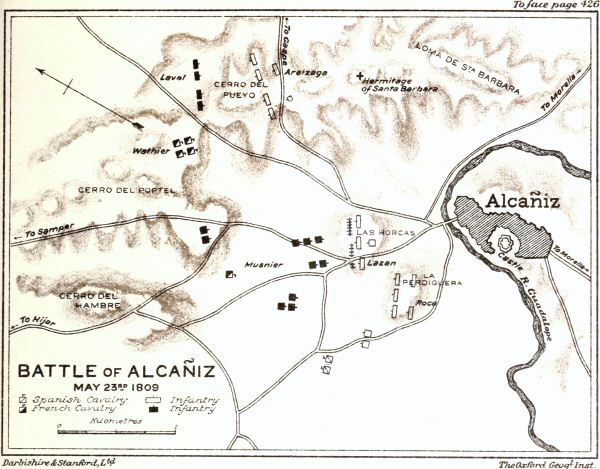 To face page 426
To Caspe
Laval
CERRO DEL
PUEYO
Areizaga
Hermitage
of Santa Barbara
LOMA DE STA BARBARA
To Morella
Wathier
CERRO DEL PORTEL
Alcañiz
To Samper
LAS HORCAS
Musnier
Lazan
Castle
To Morella
LA
PERDIGUERA
CERRO DEL
HAMBRE
Roca
R. Guadalope
To Hijar
BATTLE OF ALCAÑIZ
MAY 23RD 1809
Spanish Cavalry Infantry
French Cavalry Infantry
Kilometres
Darbishire & Stanford, Ltd
The Oxford Geogl Inst.